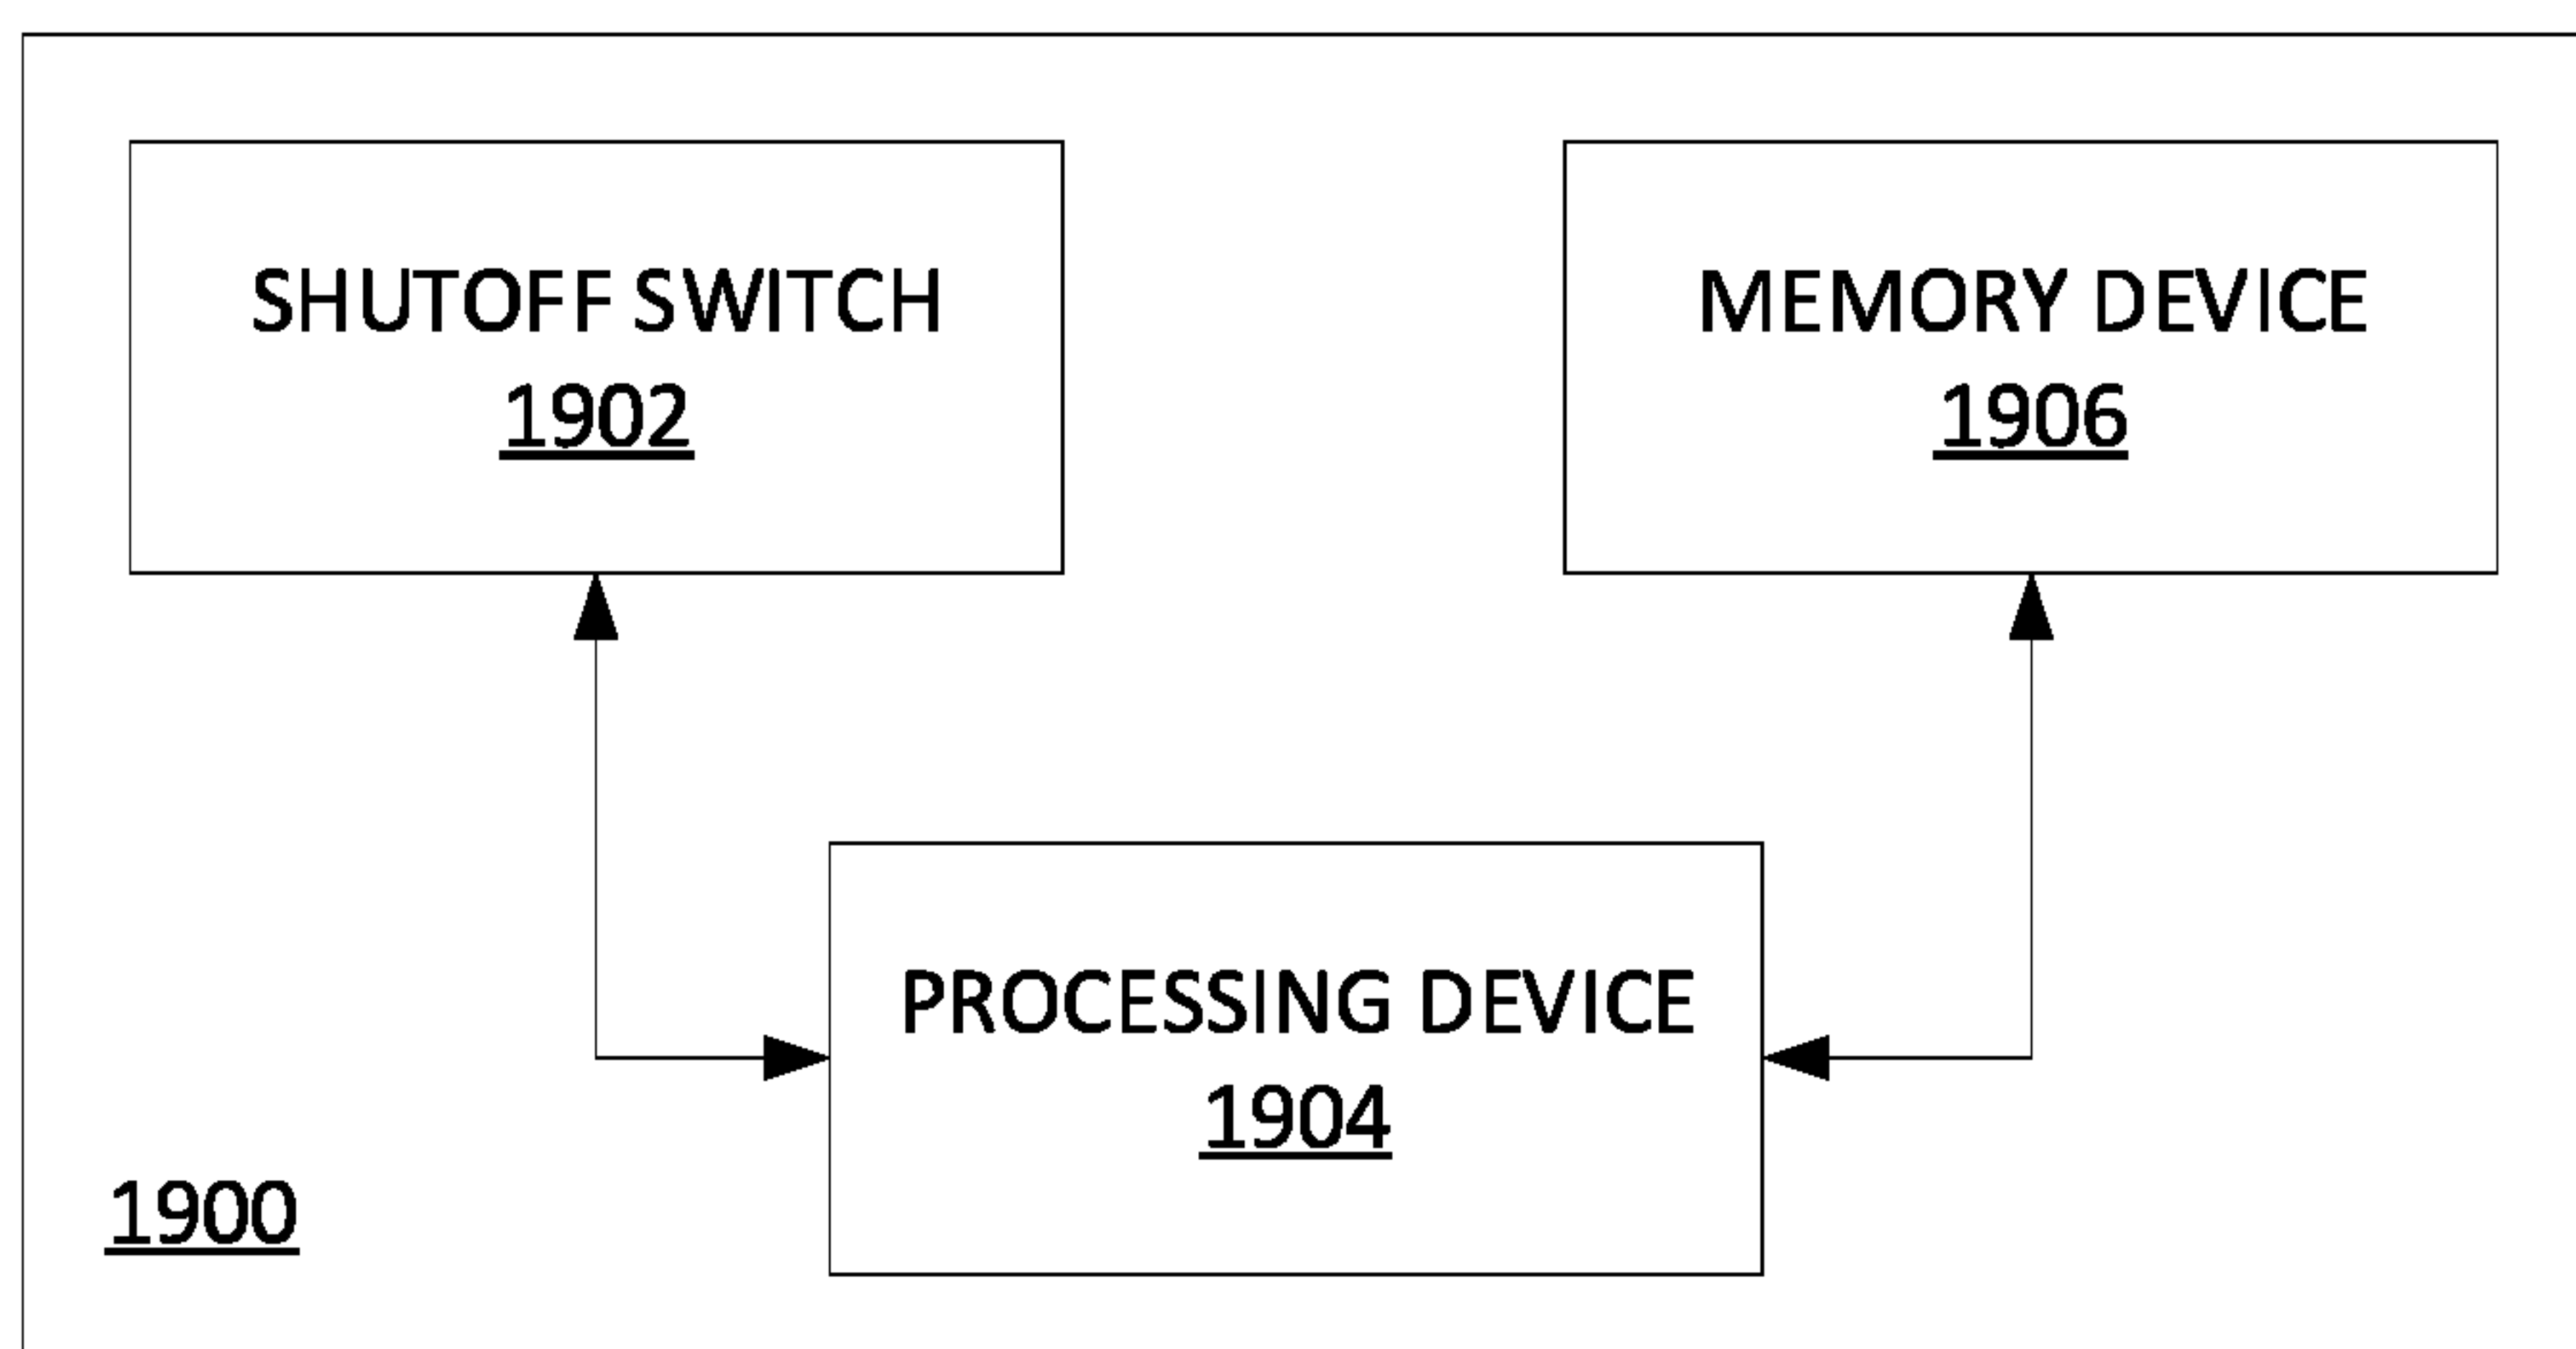 SHUTOFF SWITCH
1902
MEMORY DEVICE
1906
PROCESSING DEVICE
1904
1900